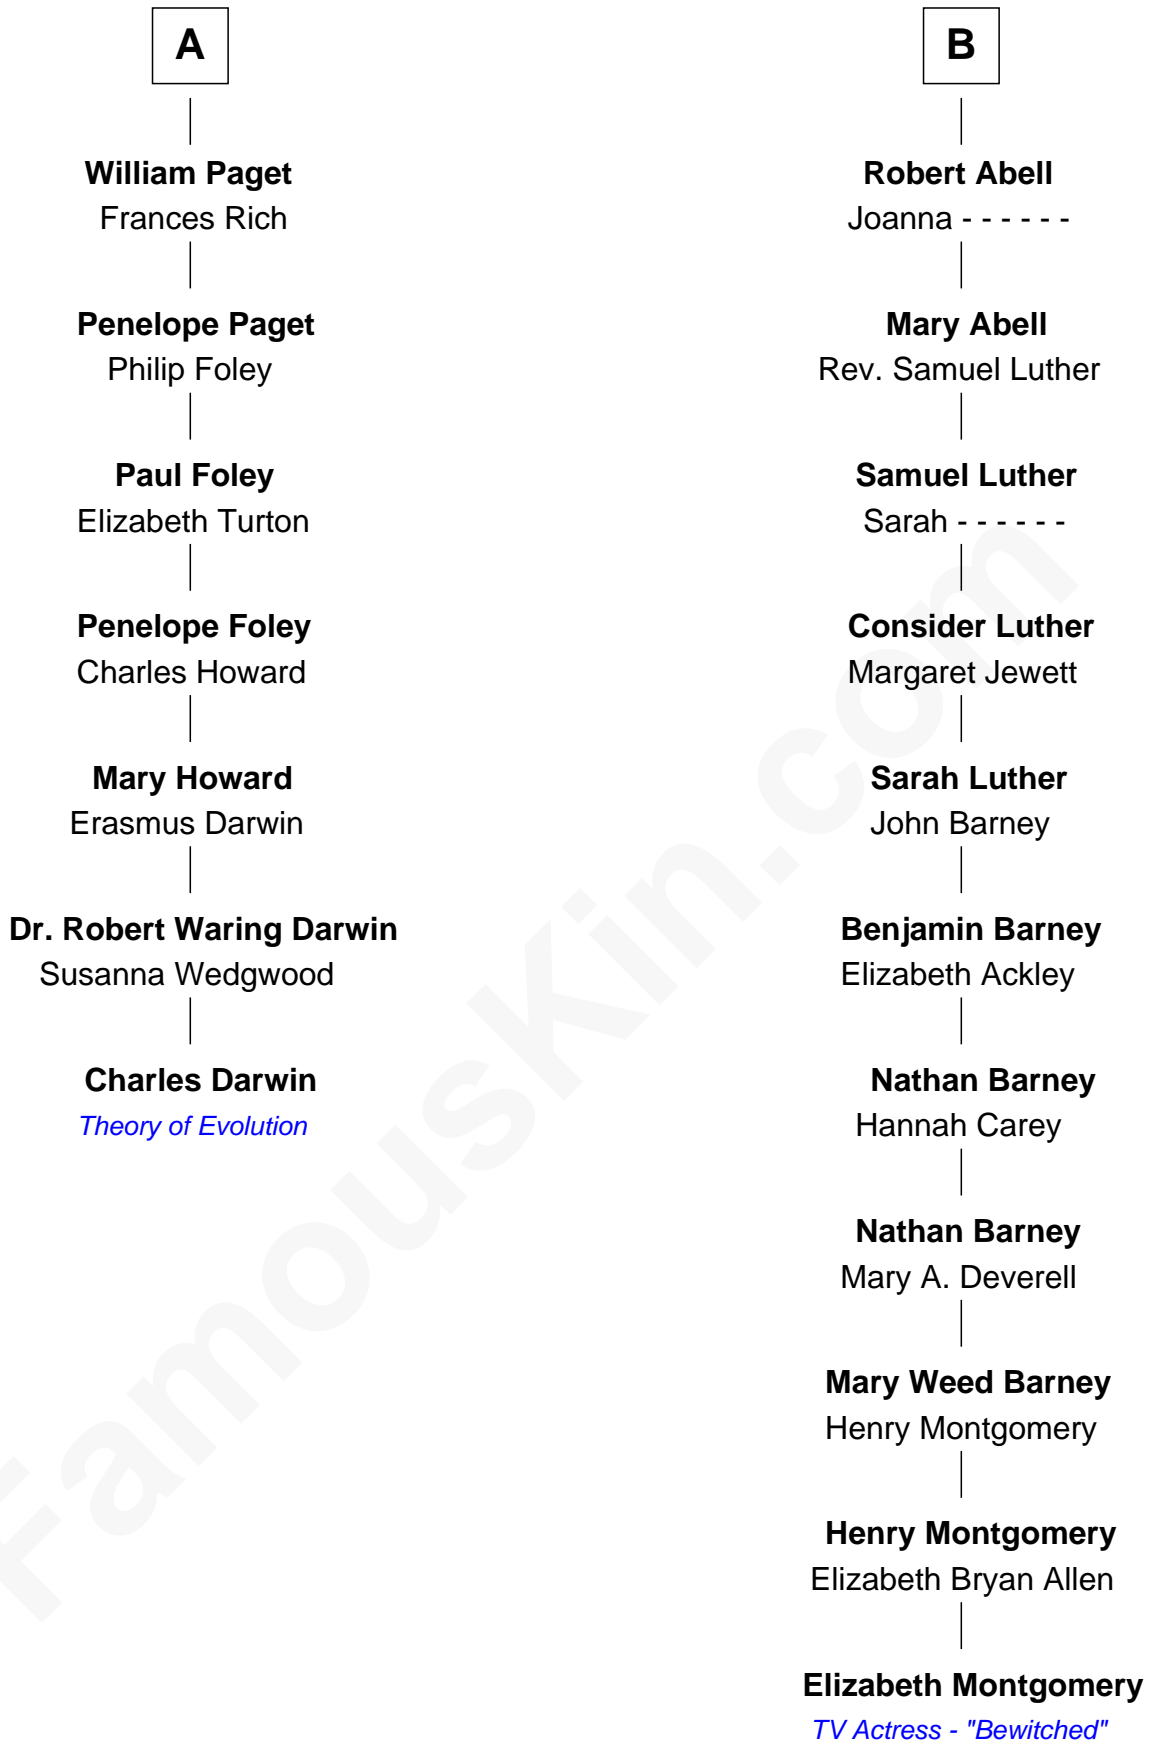 A
William Paget
Frances Rich
Penelope Paget
Philip Foley
Paul Foley
Elizabeth Turton
Penelope Foley
Charles Howard
Mary Howard
Erasmus Darwin
Dr. Robert Waring Darwin
Susanna Wedgwood
Charles Darwin
Theory of Evolution
B
Robert Abell
Joanna - - - - - -
Mary Abell
Rev. Samuel Luther
Samuel Luther
Sarah - - - - - -
Consider Luther
Margaret Jewett
Sarah Luther
John Barney
Benjamin Barney
Elizabeth Ackley
Nathan Barney
Hannah Carey
Nathan Barney
Mary A. Deverell
Mary Weed Barney
Henry Montgomery
Henry Montgomery
Elizabeth Bryan Allen
Elizabeth Montgomery
TV Actress - "Bewitched"
FamousKin.com